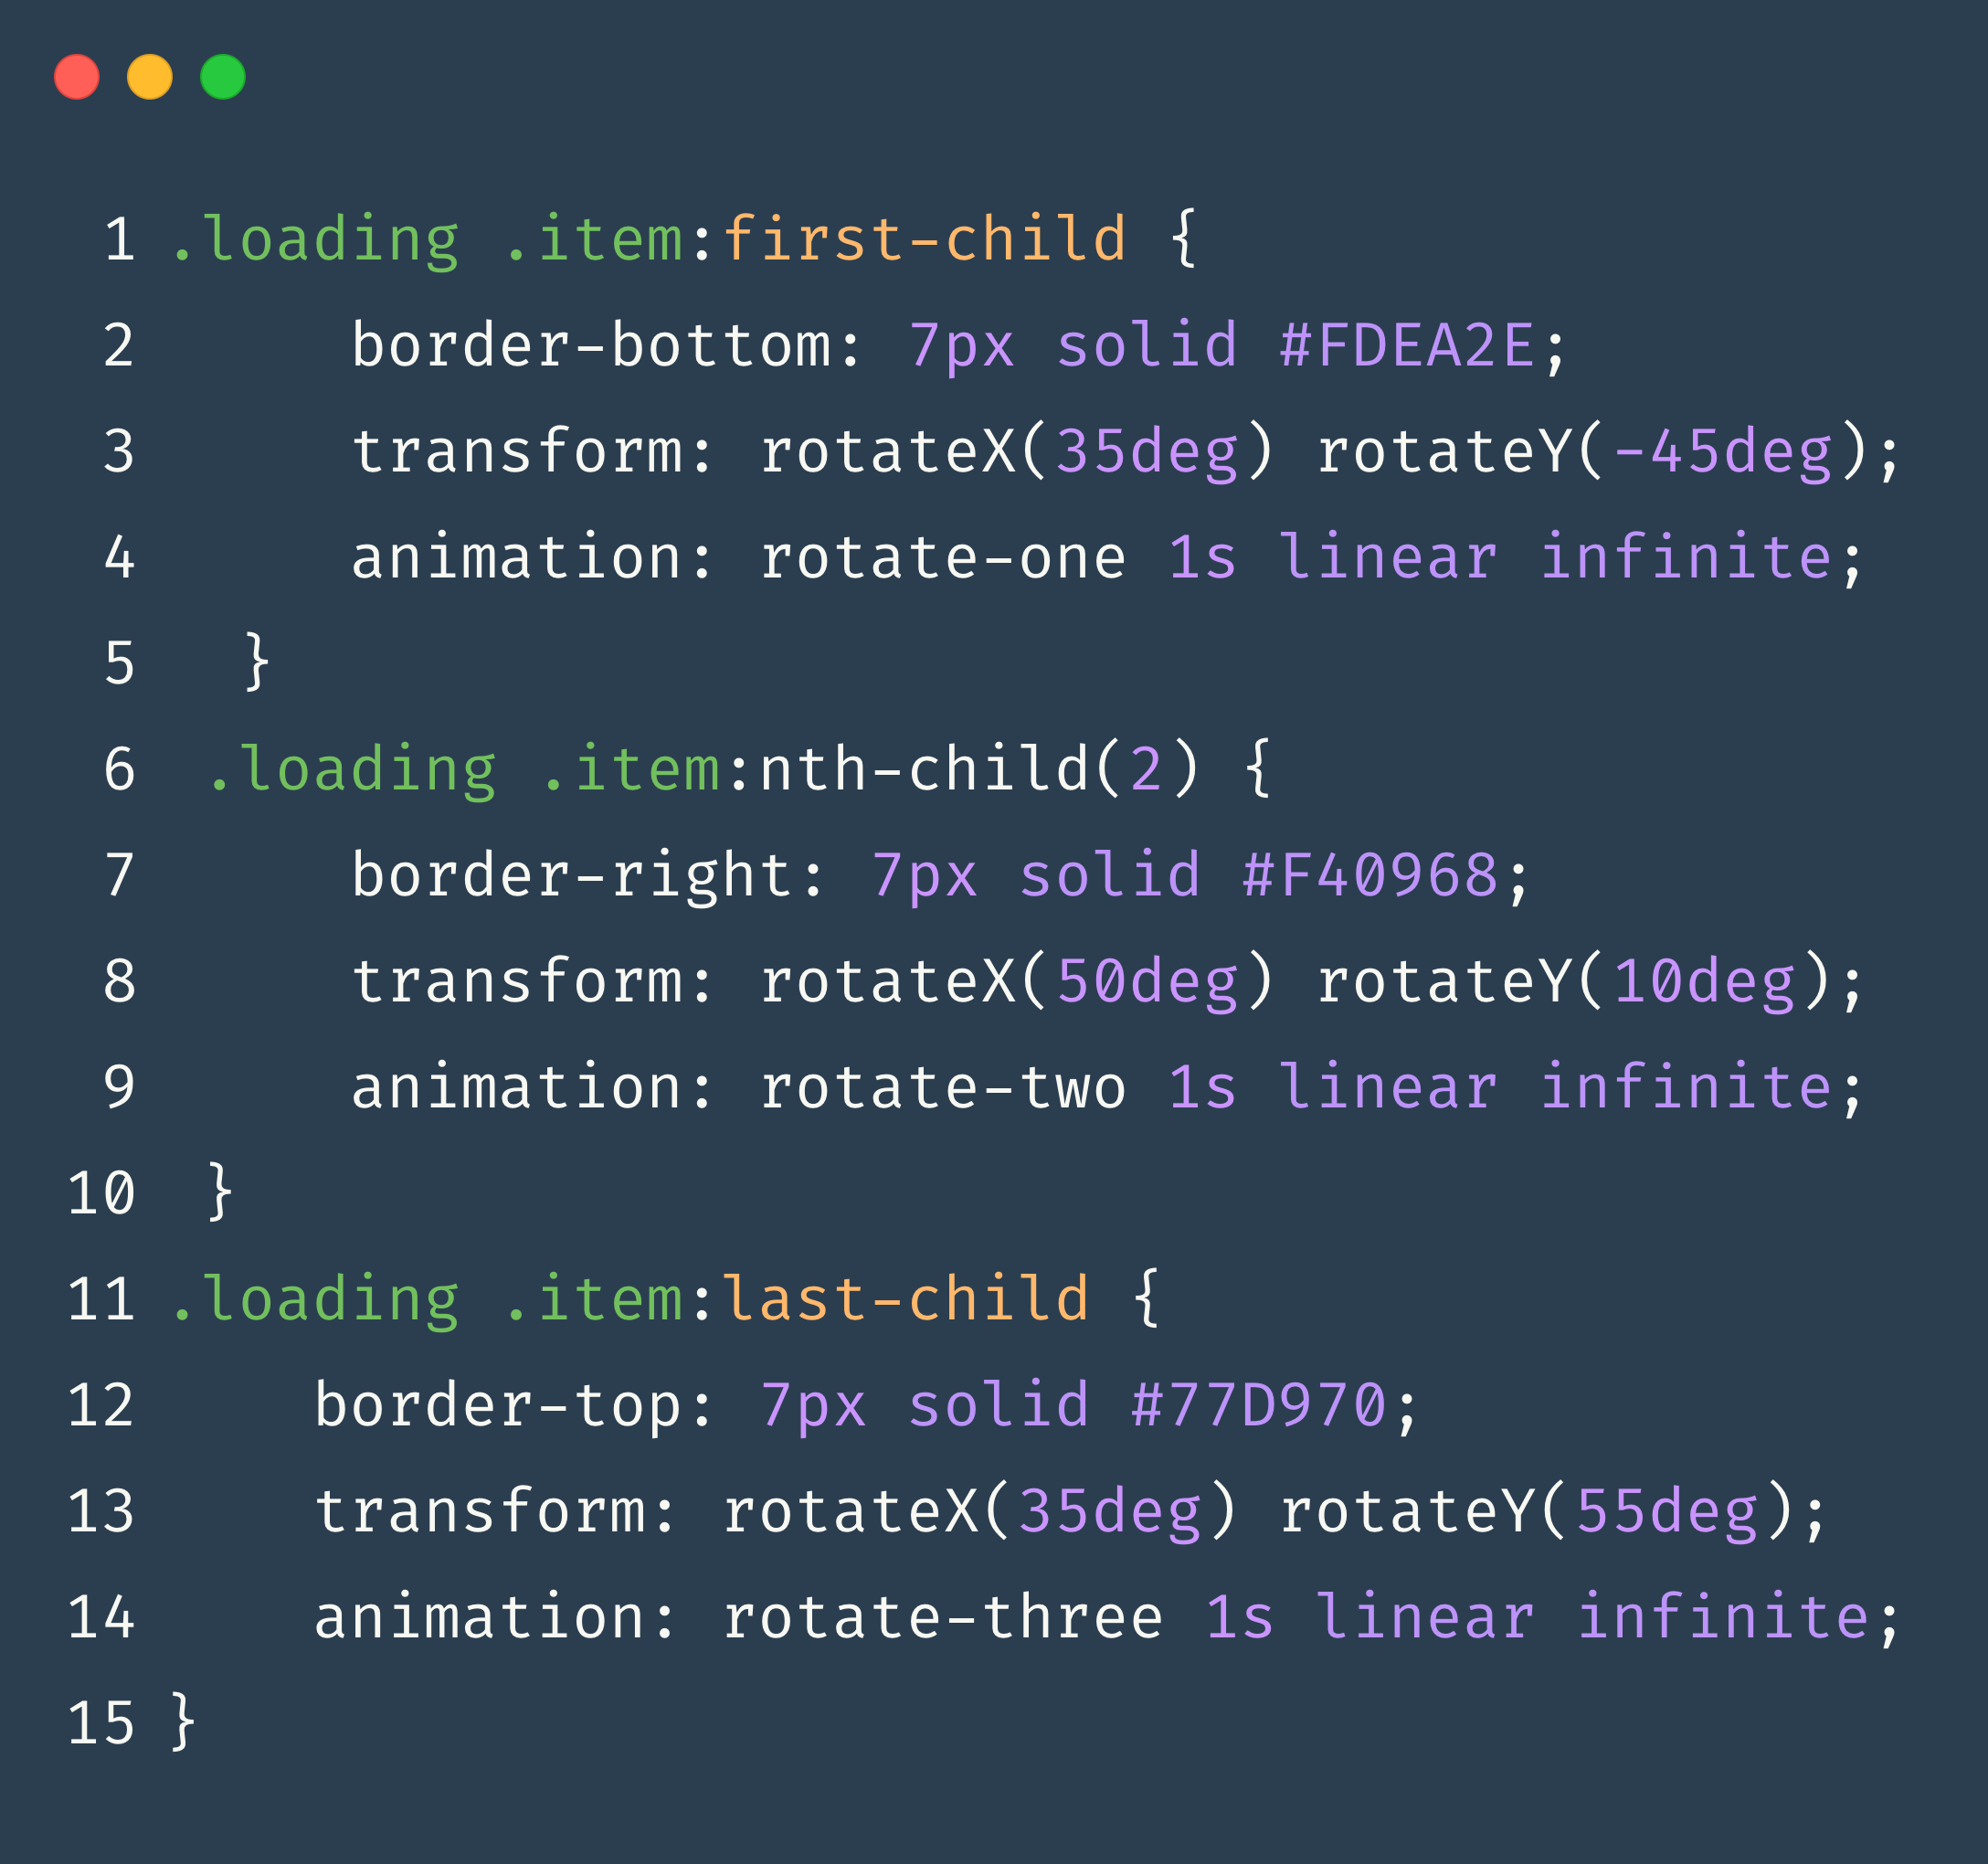 1 .loading .item:first-child {
2      border-bottom: 7px solid #FDEA2E;
3      transform: rotateX(35deg) rotateY(-45deg);
4      animation: rotate-one 1s linear infinite;
5   }
6  .loading .item:nth-child(2) {
7      border-right: 7px solid #F40968;
8      transform: rotateX(50deg) rotateY(10deg);
9      animation: rotate-two 1s linear infinite;
10  }
11 .loading .item:last-child {
12     border-top: 7px solid #77D970;
13     transform: rotateX(35deg) rotateY(55deg);
14     animation: rotate-three 1s linear infinite;
15 }